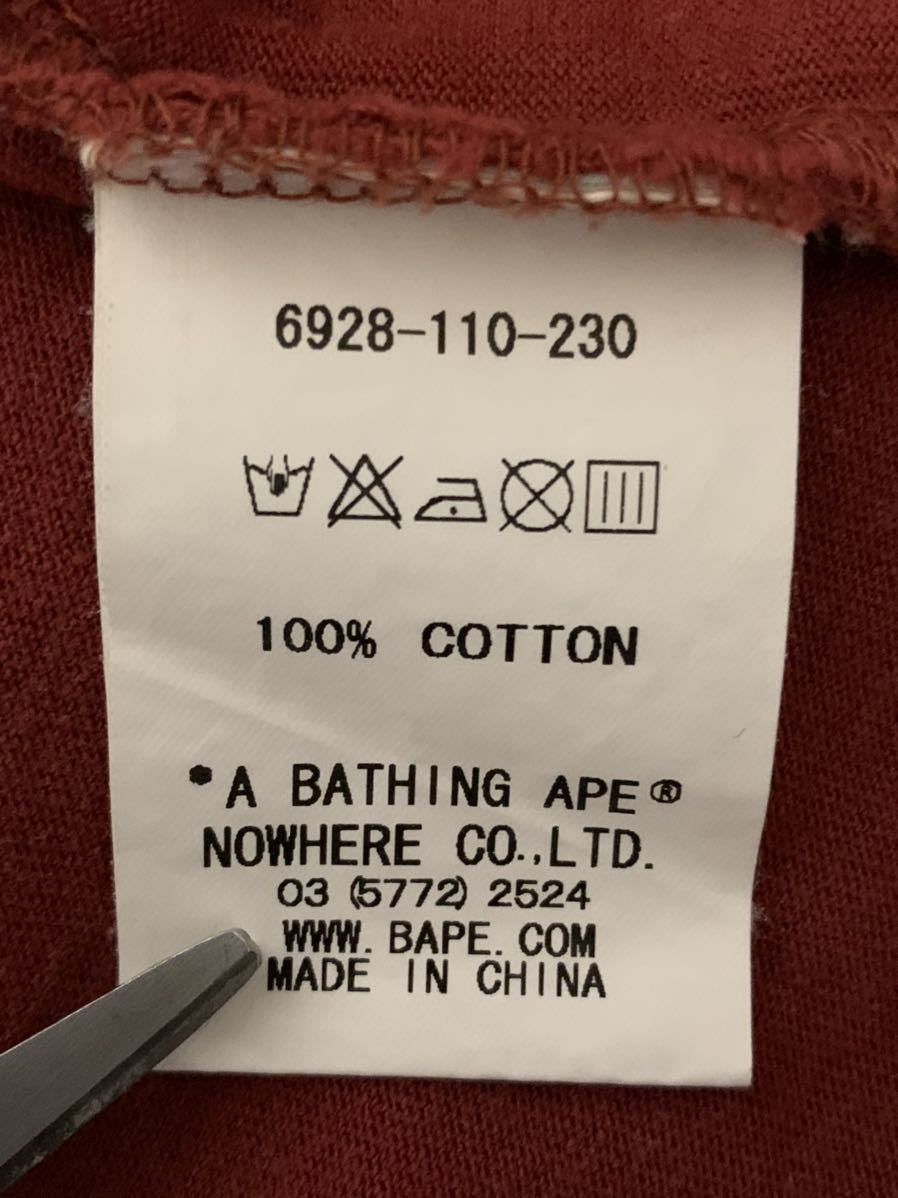 6928-110-230
100% COTTON
*A BATHING APE®
NOWHERE CO.,LTD.
03 (5772) 2524
WWW. BAPE. COM
MADE IN CHINA